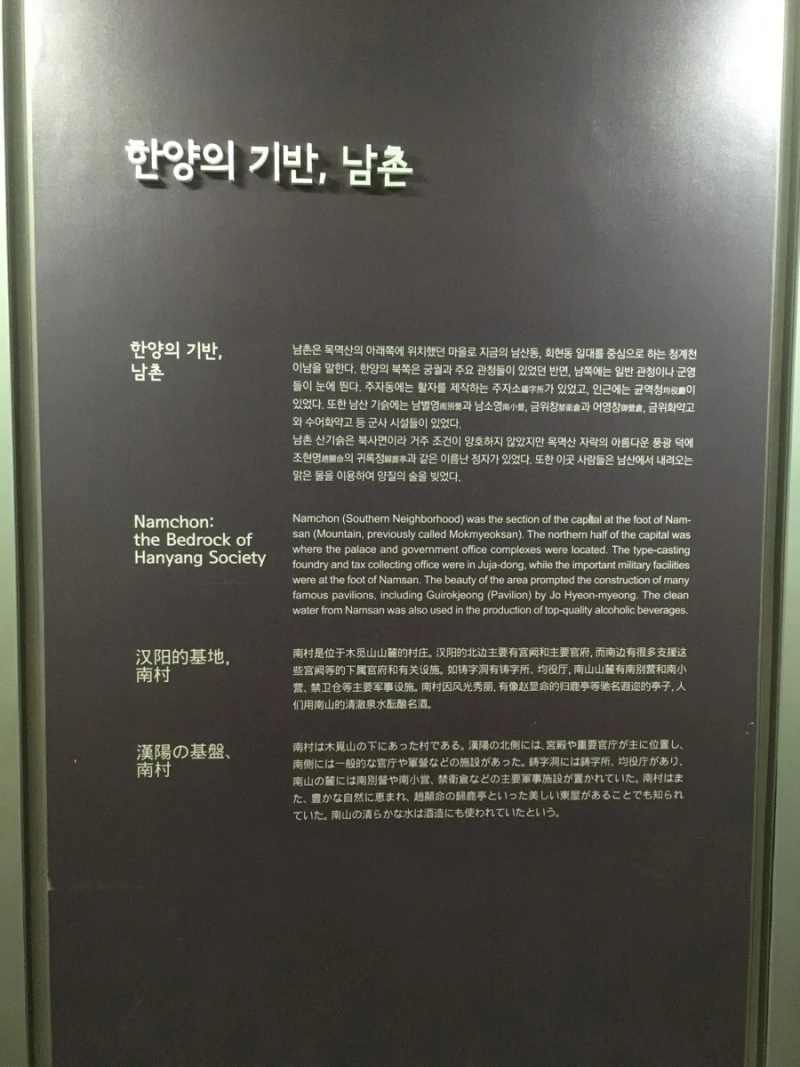 한양의 기반, 남촌
한양의 기반,
남촌
남촌은 목멱산의 아래쪽에 위치했던 마을로 지금의 남산동, 회현동 일대를 중심으로 하는 청계천
이남을 말한다. 한양의 북쪽은 궁궐과 주요 관청들이 있었던 반면, 남쪽에는 일반 관청이나 군영
들이 눈에 띈다. 주자동에는 활자를 제작하는 주자소鑄字所가 있었고, 인근에는 균역청均役廳이
있었다. 또한 남산 기슭에는 남별영南別營과 남소영南小營, 금위창禁衛倉과 어영창御營倉, 금위화약고
와 수어화약고 등 군사 시설들이 있었다.
남촌 산기슭은 북사면이라 거주 조건이 양호하지 않았지만 목멱산 자락의 아름다운 풍광 덕에
조현명趙顯命의 귀록정歸鹿亭과 같은 이름난 정자가 있었다. 또한 이곳 사람들은 남산에서 내려오는
맑은 물을 이용하여 양질의 술을 빚었다.
Namchon:
the Bedrock of
Hanyang Society
Namchon (Southern Neighborhood) was the section of the capital at the foot of Nam-
san (Mountain, previously called Mokmyeoksan). The northern half of the capital was
where the palace and government office complexes were located. The type-casting
foundry and tax collecting office were in Juja-dong, while the important military facilities
were at the foot of Namsan. The beauty of the area prompted the construction of many
famous pavilions, including Guirokjeong (Pavilion) by Jo Hyeon-myeong. The clean
water from Namsan was also used in the production of top-quality alcoholic beverages.
汉阳的基地,
南村
南村是位于木觅山山麓的村庄。汉阳的北边主要有宫阙和主要官府, 而南边有很多支援这
些宫阙等的下属官府和有关设施。如铸字洞有铸字所、均役厅, 南山山麓有南别营和南小
营、禁卫仓等主要军事设施。南村因风光秀丽, 有像赵显命的归鹿亭等驰名遐迩的亭子, 人
们用南山的清澈泉水酝酿名酒。
漢陽の基盤、
南村
南村は木覓山の下にあった村である。漢陽の北側には、宮殿や重要官庁が主に位置し、
南側には一般的な官庁や軍營などの施設があった。鋳字洞には鋳字所、均役庁があり、
南山の麓には南別營や南小営、禁衛倉などの主要軍事施設が置かれていた。南村はま
た、豊かな自然に恵まれ、趙顯命の歸鹿亭といった美しい東屋があることでも知られ
ていた。南山の清らかな水は酒造にも使われていたという。